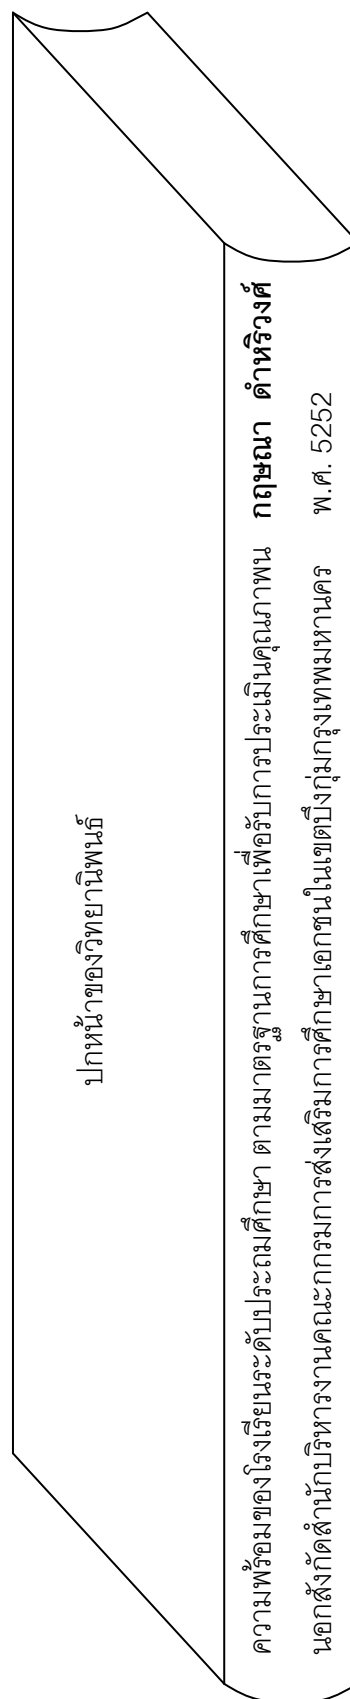 ปกหน้าของวิทยานิพนธ์
ความพร้อมของโรงเรียนระดับประถมศึกษา ตามมาตรฐานการศึกษาเพื่อรับการประเมินคุณภาพน กฤษณา ดำหริวงศ์
นอกสังกัดสำนักบริหารงานคณะกกรมการส่งเสริมการศึกษาเอกชนในเขตบึงกุ่มกรุงเทพมหานคร พ.ศ. 5252